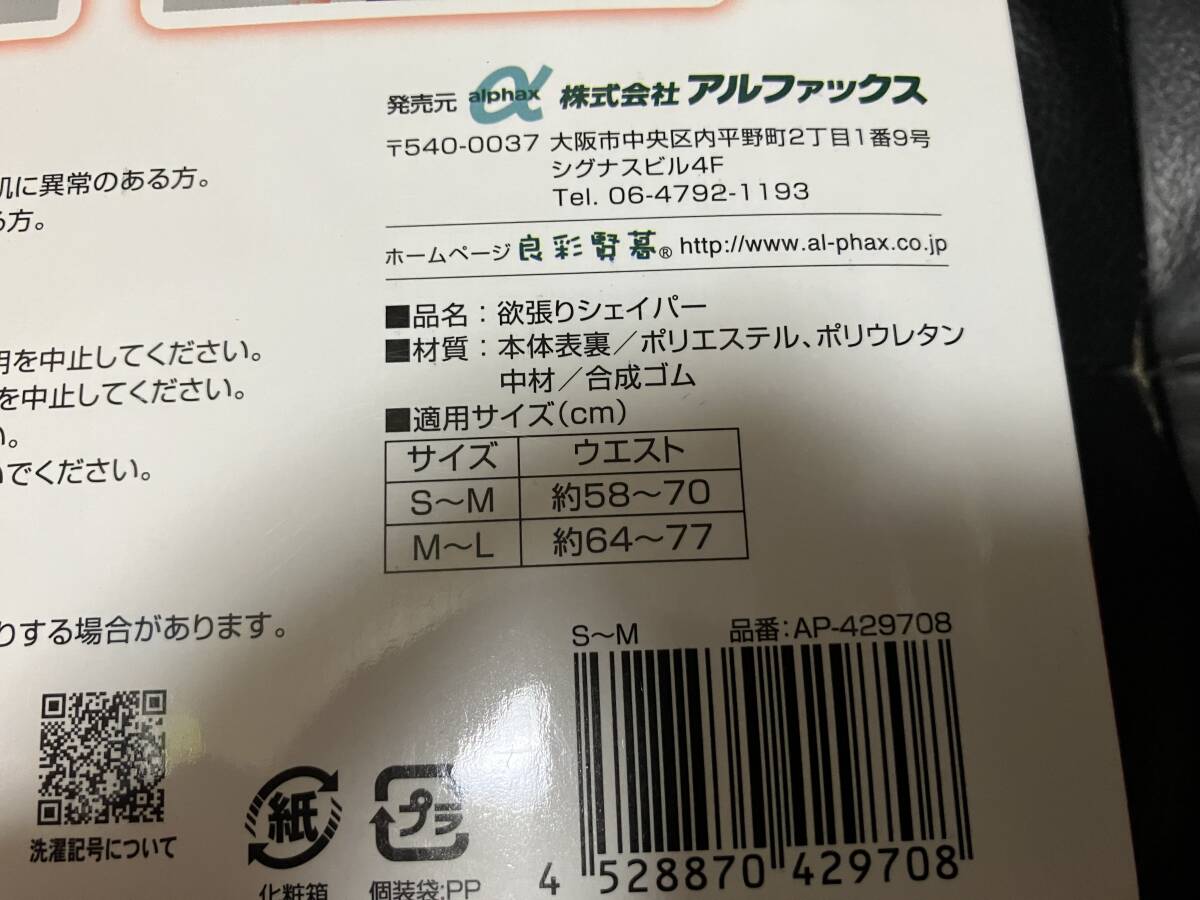 発売元 alphax 株式会社 アルファックス
〒540-0037 大阪市中央区内平野町2丁目1番9号
シグナスビル4F
Tel. 06-4792-1193
ホームページ 良彩賢暮® http://www.al-phax.co.jp
肌に異常のある方。
る方。
■品名：欲張りシェイパー
■材質：本体表裏／ポリエステル、ポリウレタン
中材／合成ゴム
■適用サイズ(cm)
サイズ ウエスト
S〜M 約58〜70
M〜L 約64〜77
用を中止してください。
を中止してください。
い。
いでください。
りする場合があります。
S〜M 品番：AP-429708
4 528870 429708
洗濯記号について
紙
化粧箱
プラ
個装袋:PP